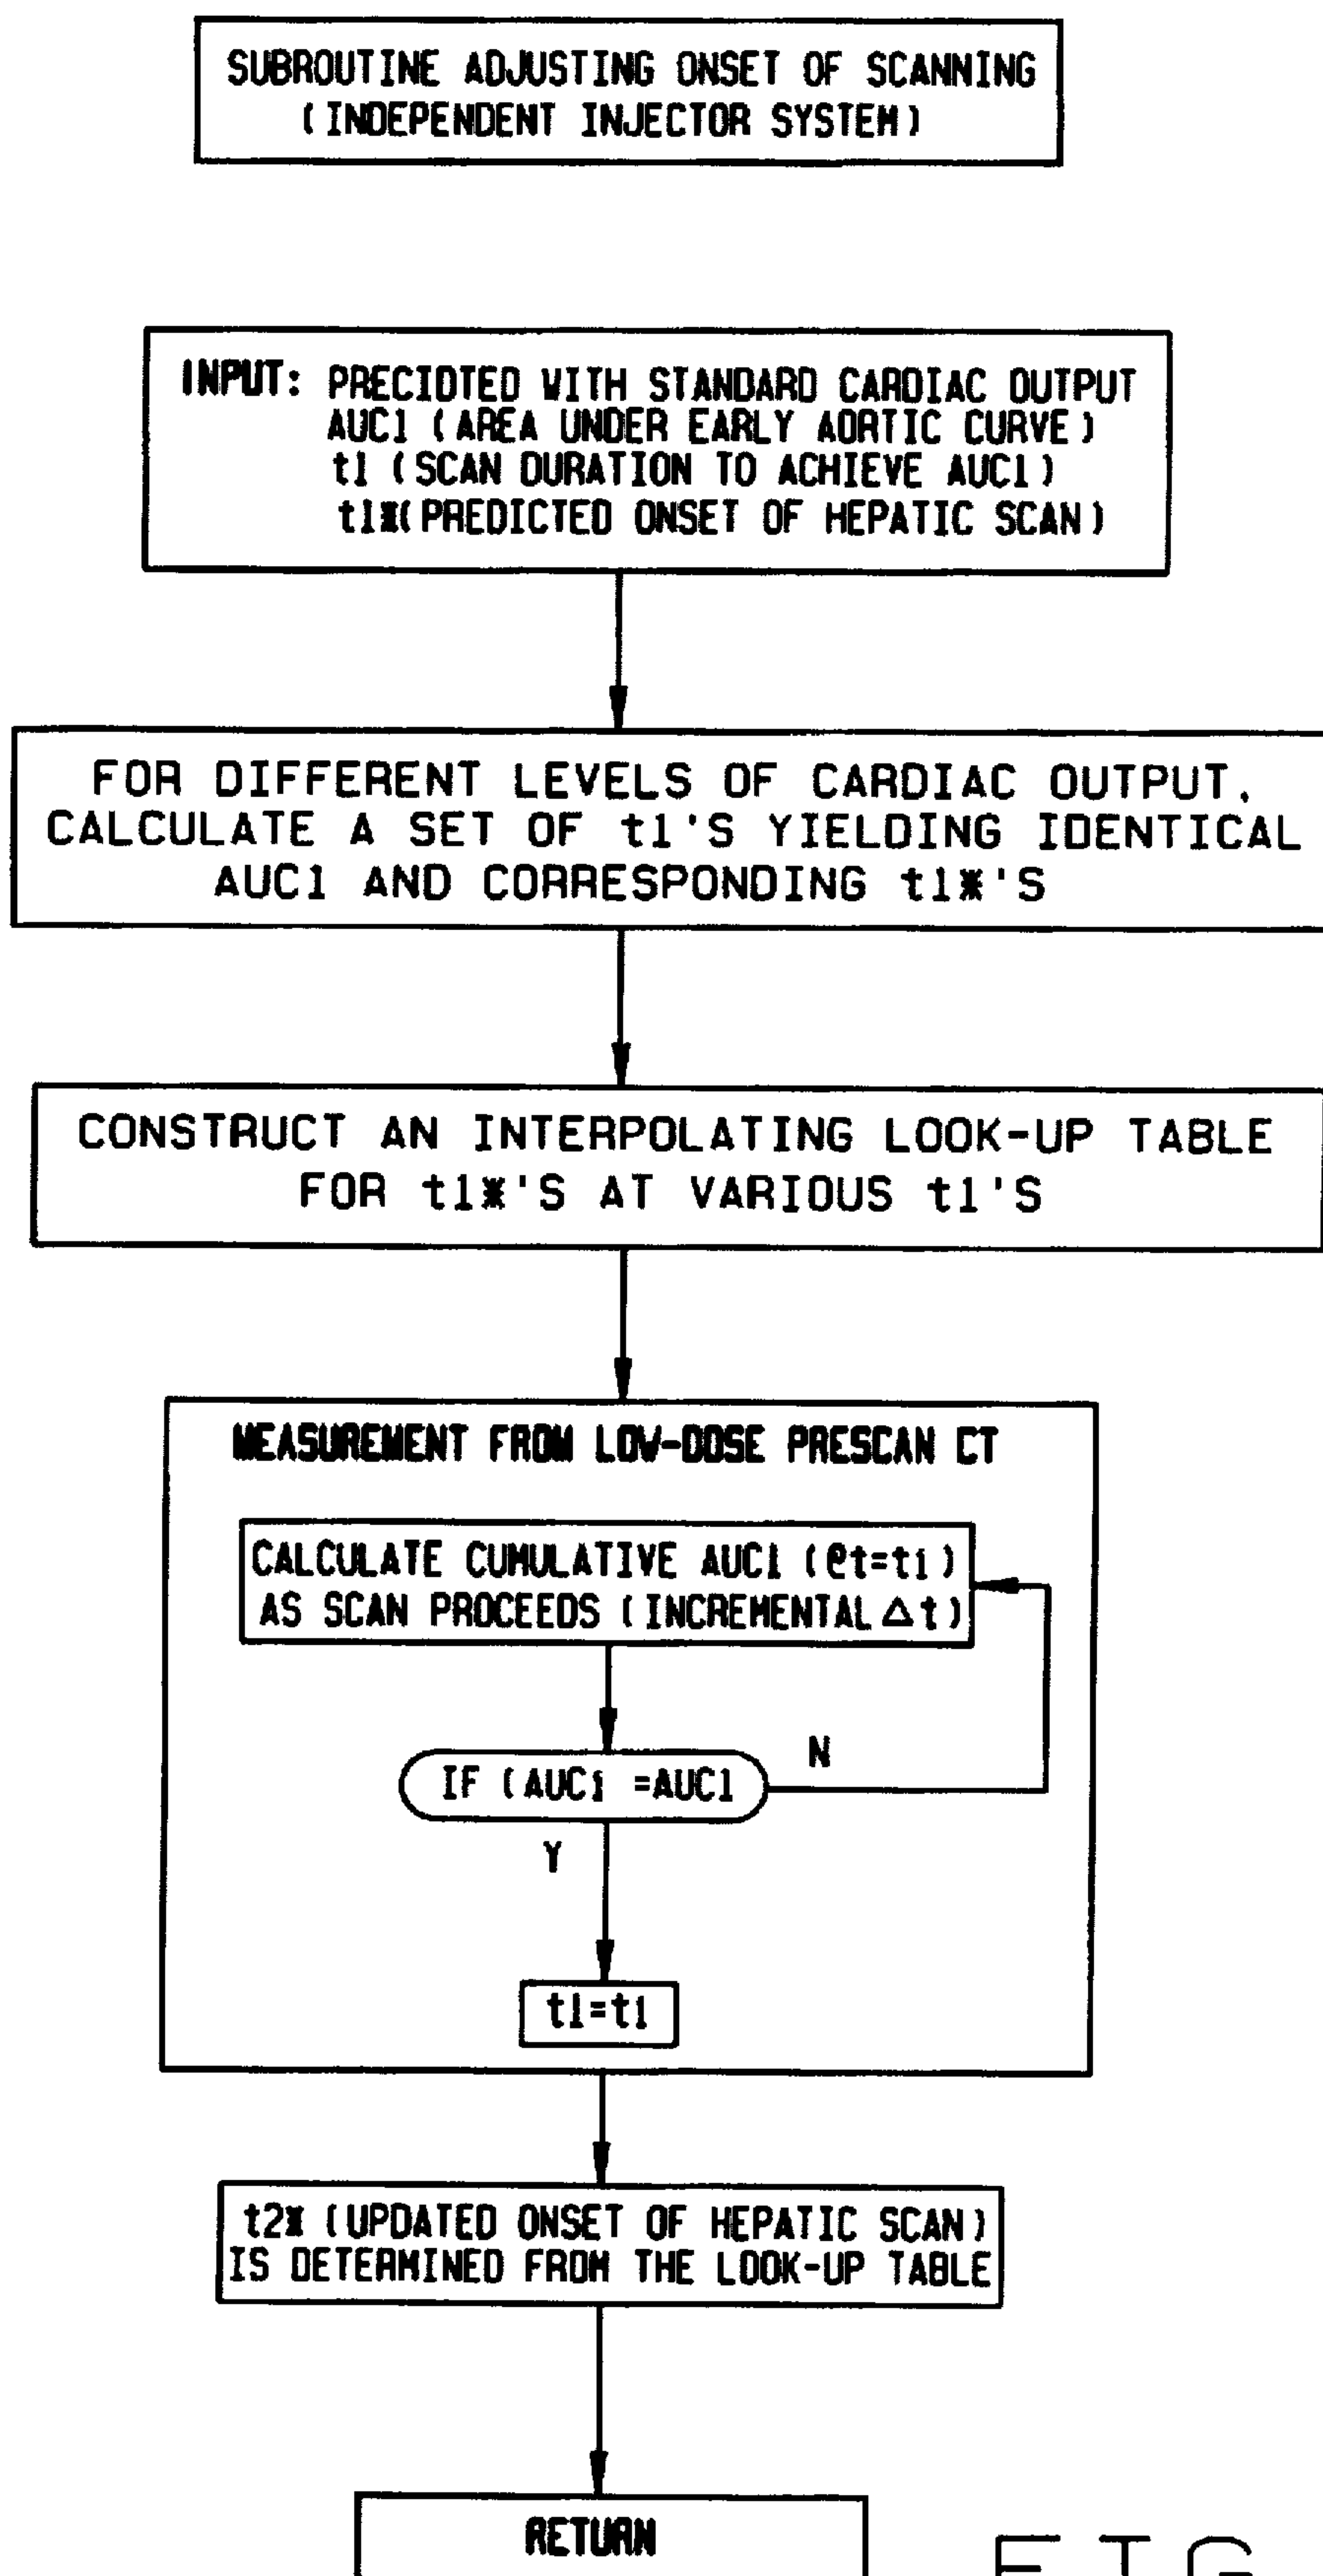 SUBROUTINE ADJUSTING ONSET OF SCANNING
(INDEPENDENT INJECTOR SYSTEM)
INPUT: PRECIDTED WITH STANDARD CARDIAC OUTPUT
AUC1 (AREA UNDER EARLY AORTIC CURVE)
t1 (SCAN DURATION TO ACHIEVE AUC1)
t1*(PREDICTED ONSET OF HEPATIC SCAN)
FOR DIFFERENT LEVELS OF CARDIAC OUTPUT,
CALCULATE A SET OF t1'S YIELDING IDENTICAL
AUC1 AND CORRESPONDING t1*'S
CONSTRUCT AN INTERPOLATING LOOK-UP TABLE
FOR t1*'S AT VARIOUS t1'S
MEASUREMENT FROM LOW-DOSE PRESCAN CT
CALCULATE CUMULATIVE AUC1 (@t=ti)
AS SCAN PROCEEDS (INCREMENTAL Δt)
IF (AUCi =AUC1
N
Y
t1=ti
t2* (UPDATED ONSET OF HEPATIC SCAN)
IS DETERMINED FROM THE LOOK-UP TABLE
RETURN
FIG